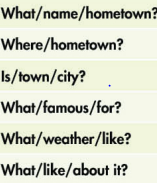 What/name/hometown?
Where/hometown?
Is/town/city?
What/famous/for?
What/weather/like?
What/like/about it?